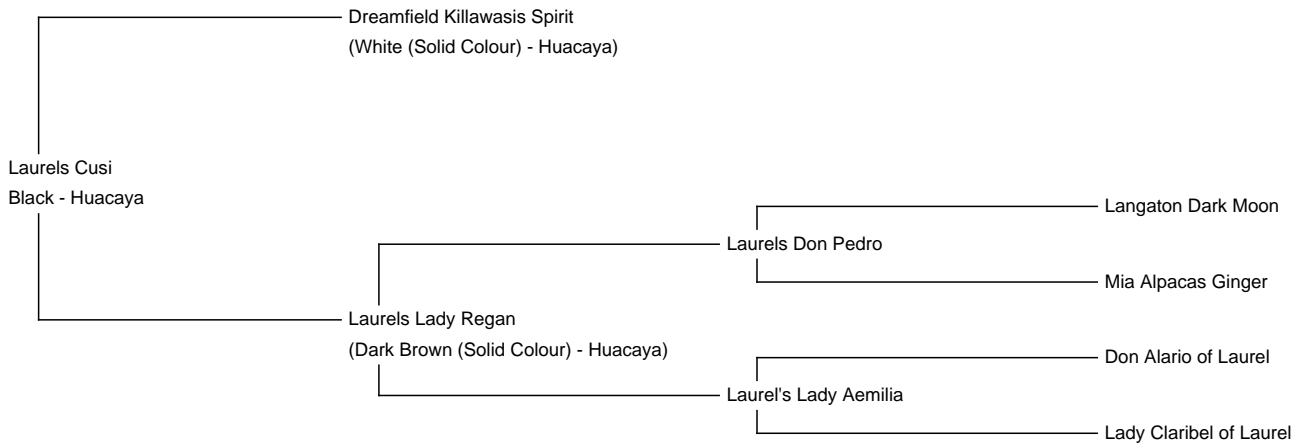 Dreamfield Killawasis Spirit
(White (Solid Colour) - Huacaya)
Laurels Cusi
Black - Huacaya
Langaton Dark Moon
Laurels Don Pedro
Mia Alpacas Ginger
Laurels Lady Regan
(Dark Brown (Solid Colour) - Huacaya)
Don Alario of Laurel
Laurel's Lady Aemilia
Lady Claribel of Laurel